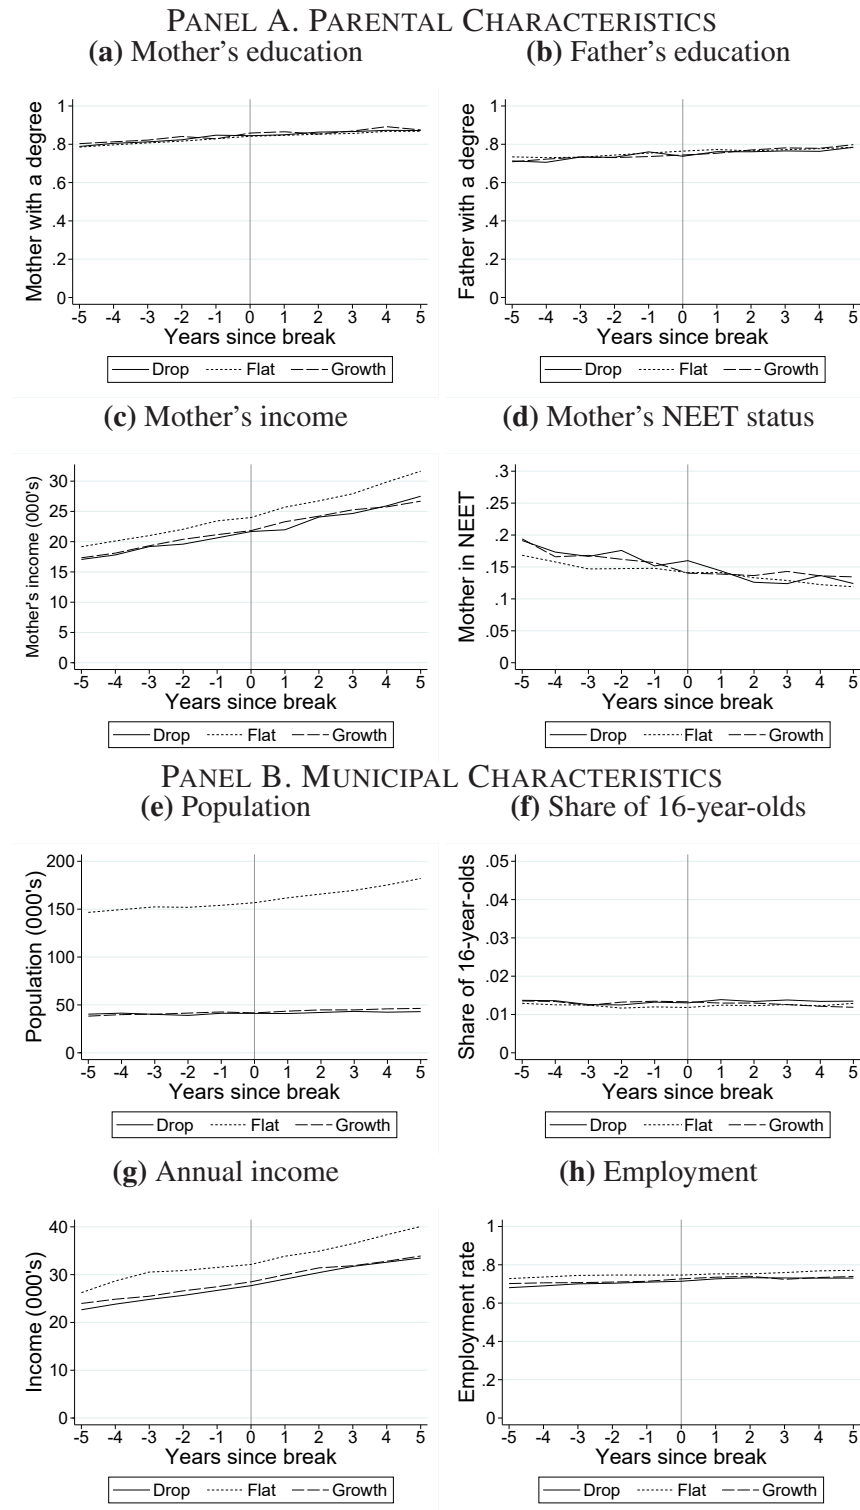 PANEL A. PARENTAL CHARACTERISTICS
(a) Mother's education
(b) Father's education
Mother with a degree
1
.8
.6
.4
.2
0
-5 -4 -3 -2 -1 0 1 2 3 4 5
Years since break
Drop Flat Growth
Father with a degree
1
.8
.6
.4
.2
0
-5 -4 -3 -2 -1 0 1 2 3 4 5
Years since break
Drop Flat Growth
(c) Mother's income
(d) Mother's NEET status
Mother's income (000's)
30
25
20
15
10
5
0
-5 -4 -3 -2 -1 0 1 2 3 4 5
Years since break
Drop Flat Growth
Mother in NEET
.3
.25
.2
.15
.1
.05
0
-5 -4 -3 -2 -1 0 1 2 3 4 5
Years since break
Drop Flat Growth
PANEL B. MUNICIPAL CHARACTERISTICS
(e) Population
(f) Share of 16-year-olds
Population (000's)
200
150
100
50
0
-5 -4 -3 -2 -1 0 1 2 3 4 5
Years since break
Drop Flat Growth
Share of 16-year-olds
.05
.04
.03
.02
.01
0
-5 -4 -3 -2 -1 0 1 2 3 4 5
Years since break
Drop Flat Growth
(g) Annual income
(h) Employment
Income (000's)
40
30
20
10
0
-5 -4 -3 -2 -1 0 1 2 3 4 5
Years since break
Drop Flat Growth
Employment rate
1
.8
.6
.4
.2
0
-5 -4 -3 -2 -1 0 1 2 3 4 5
Years since break
Drop Flat Growth